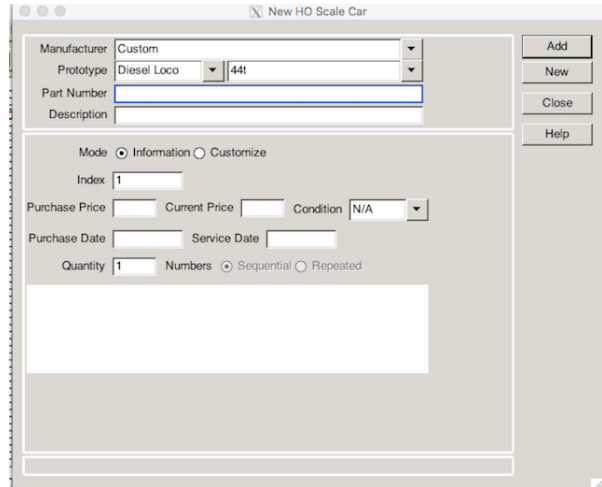 New HO Scale Car
Manufacturer Custom
Add
Prototype Diesel Loco 44t
New
Part Number
Close
Description
Help
Mode Information Customize
Index 1
Purchase Price Current Price Condition N/A
Purchase Date Service Date
Quantity 1 Numbers Sequential Repeated